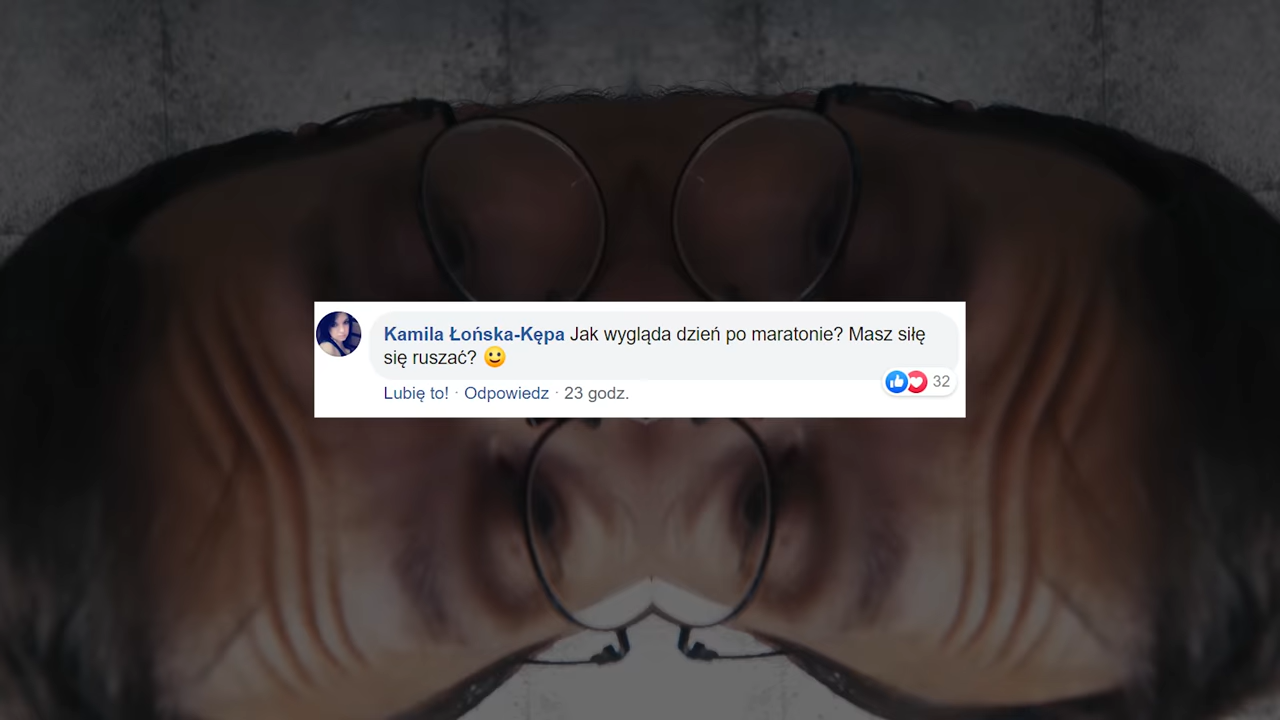 Kamila Łońska-Kępa Jak wygląda dzień po maratonie? Masz siłę
się ruszać? 🙂
Lubię to! · Odpowiedz · 23 godz.
32